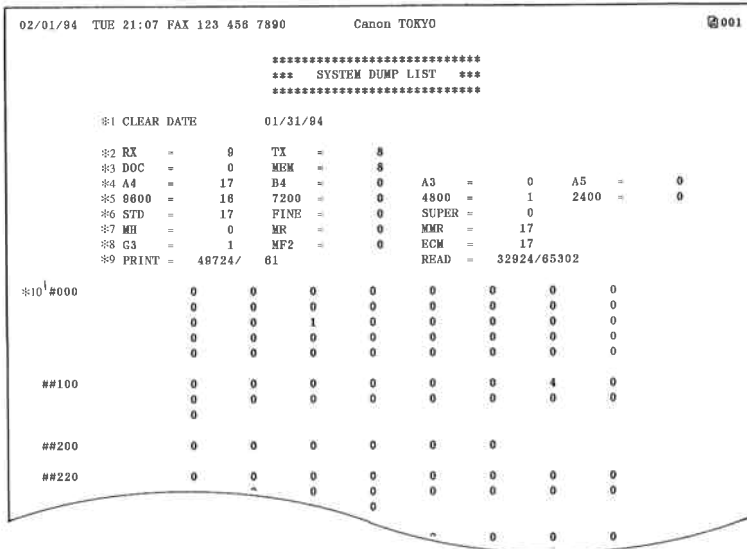 02/01/94 TUE 21:07 FAX 123 456 7890 Canon TOKYO 001
****************************
*** SYSTEM DUMP LIST ***
****************************
※1 CLEAR DATE 01/31/94
※2 RX = 9 TX = 8
※3 DOC = 0 MEM = 8
※4 A4 = 17 B4 = 0 A3 = 0 A5 = 0
※5 9600 = 16 7200 = 0 4800 = 1 2400 = 0
※6 STD = 17 FINE = 0 SUPER = 0
※7 MH = 0 MR = 0 MMR = 17
※8 G3 = 1 MF2 = 0 ECM = 17
※9 PRINT = 49724/ 61 READ = 32924/65302
※10 #000 0 0 0 0 0 0 0 0
0 0 0 0 0 0 0 0
0 0 1 0 0 0 0 0
0 0 0 0 0 0 0 0
0 0 0 0 0 0 0 0
##100 0 0 0 0 0 0 4 0
0 0 0 0 0 0 0 0
0
##200 0 0 0 0 0 0
##220 0 0 0 0 0 0 0 0
0 0 0 0 0 0
0
0 0 0